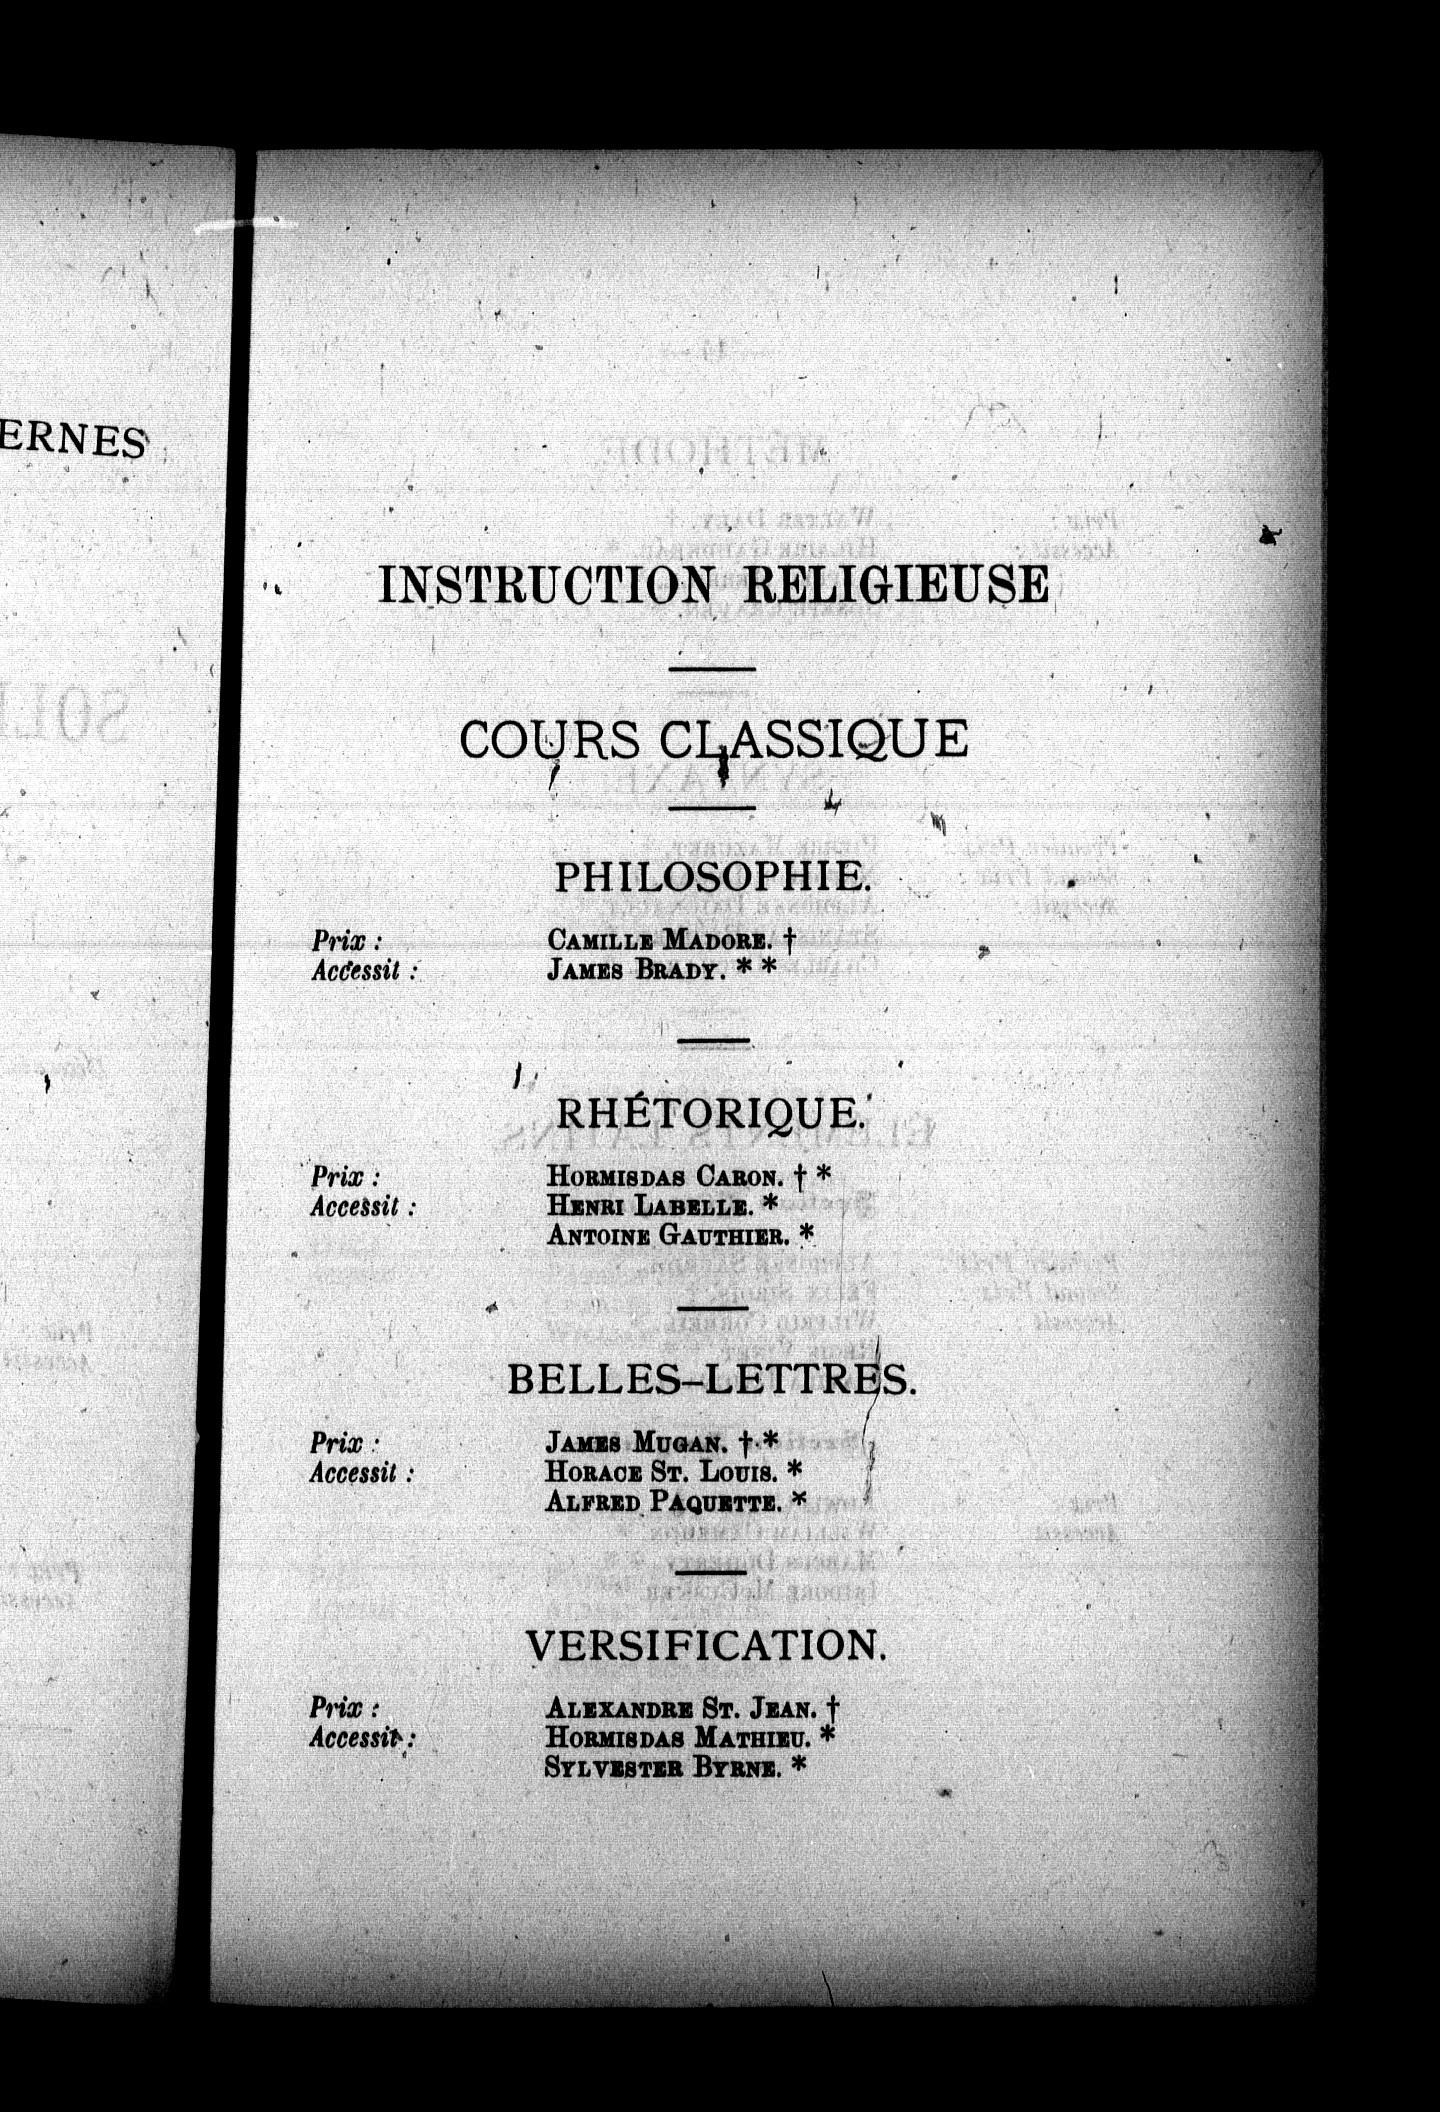 ERNES
INSTRUCTION RELIGIEUSE
COURS CLASSIQUE
PHILOSOPHIE.
Prix : CAMILLE MADORE. †
Accessit : JAMES BRADY. * *
RHÉTORIQUE.
Prix : HORMISDAS CARON. † *
Accessit : HENRI LABELLE. *
ANTOINE GAUTHIER. *
BELLES-LETTRES.
Prix : JAMES MUGAN. † *
Accessit : HORACE ST. LOUIS. *
ALFRED PAQUETTE. *
VERSIFICATION.
Prix : ALEXANDRE ST. JEAN. †
Accessit : HORMISDAS MATHIEU. *
SYLVESTER BYRNE. *